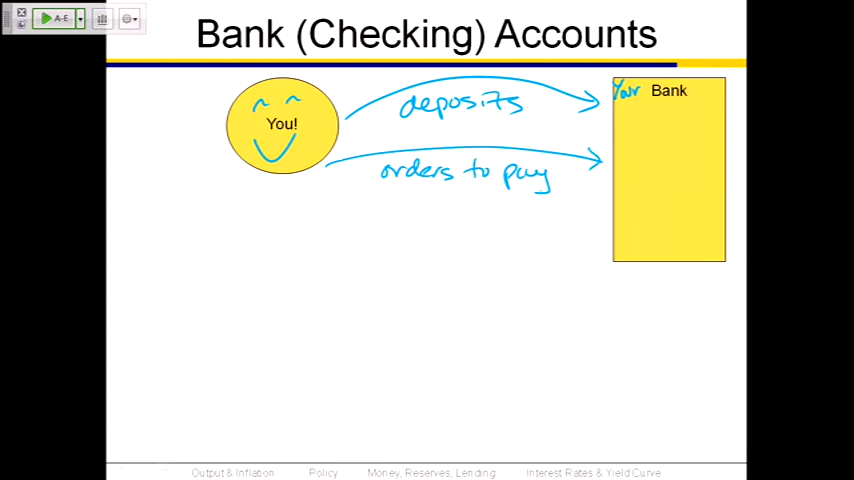 A-E
Bank (Checking) Accounts
Your Bank
You!
deposits
orders to pay
Output & Inflation Policy Money, Reserves, Lending Interest Rates & Yield Curve